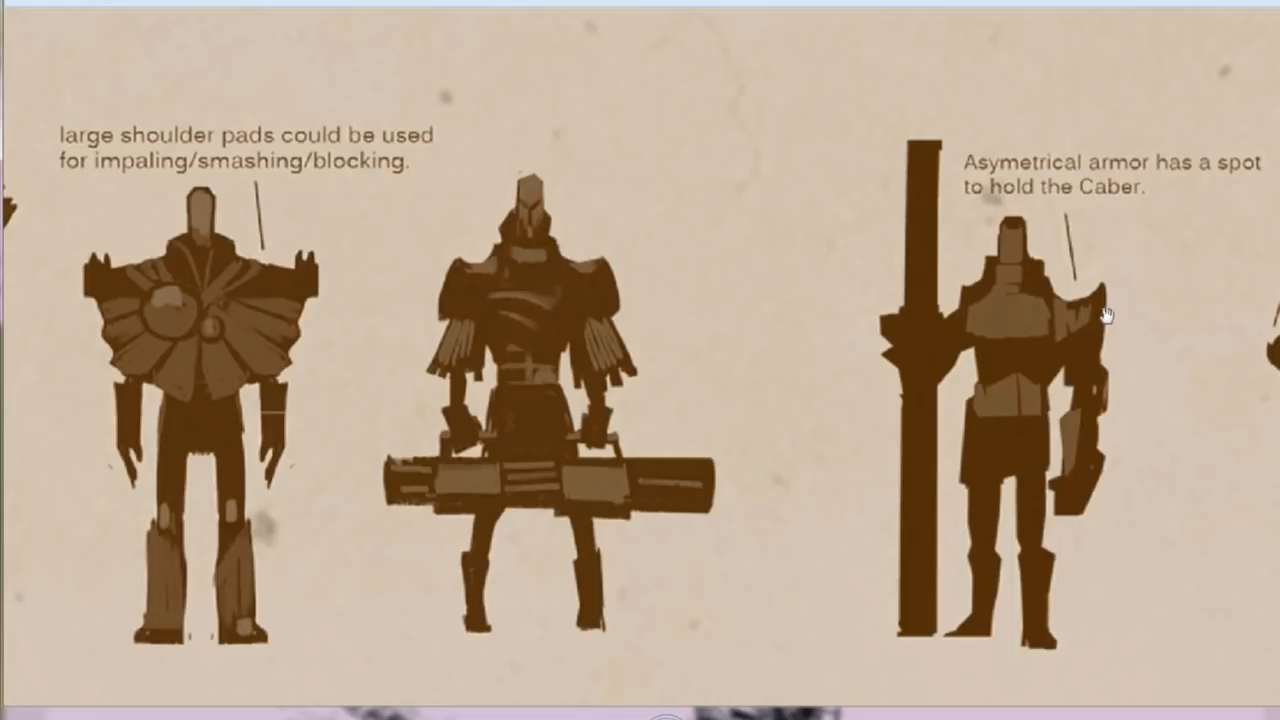 large shoulder pads could be used
for impaling/smashing/blocking.
Asymetrical armor has a spot
to hold the Caber.